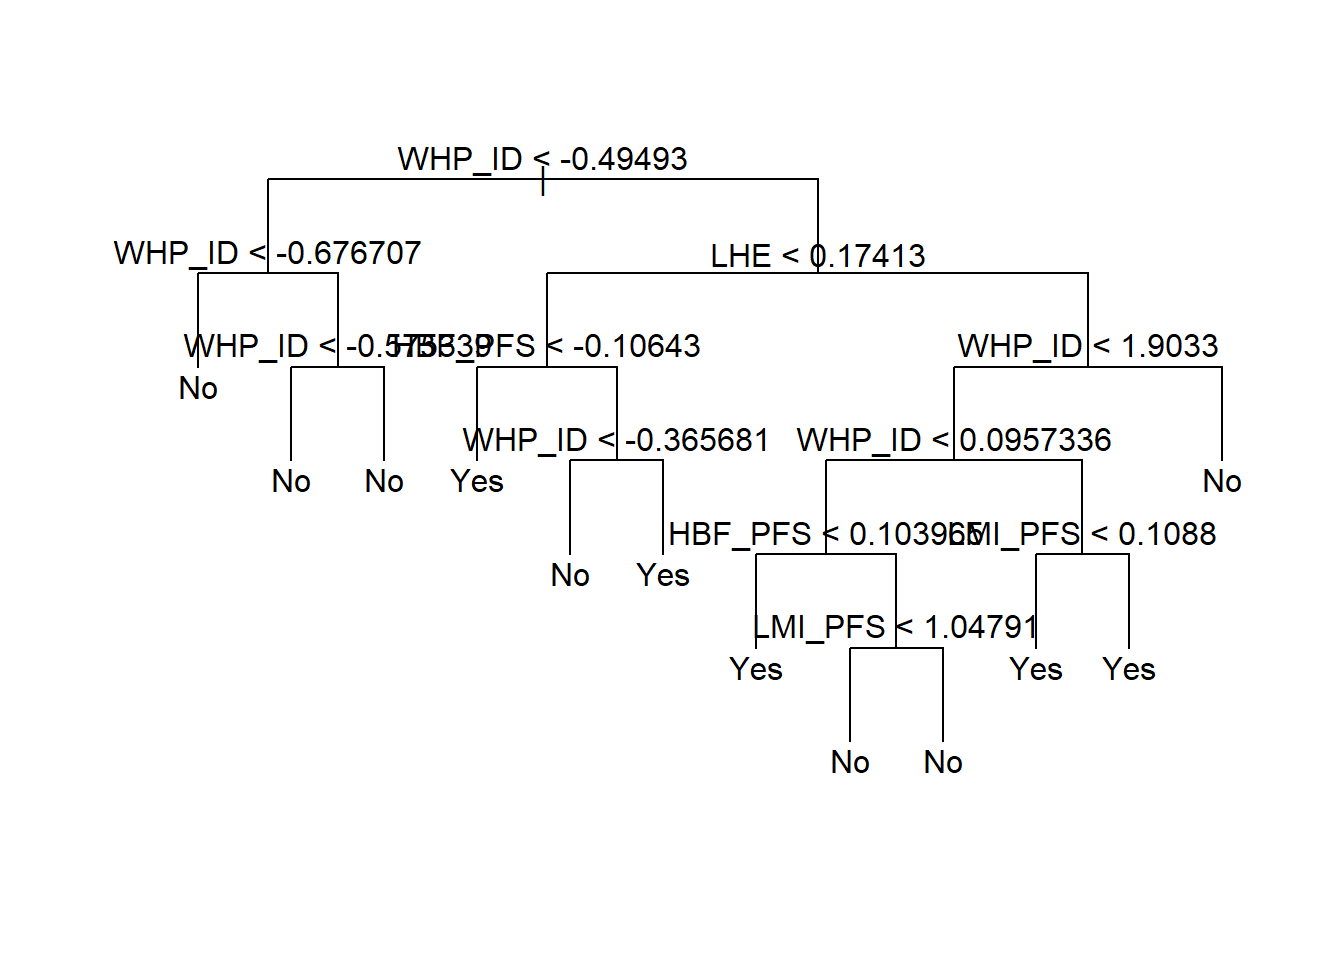 WHP_ID < -0.49493
WHP_ID < -0.676707
LHE < 0.17413
WHP_ID <
HBF_PFS < -0.10643
WHP_ID < 1.9033
No
WHP_ID < -0.365681
WHP_ID < 0.0957336
No
No
Yes
No
HBF_PFS < 0.103965
LMI_PFS < 0.1088
No
Yes
LMI_PFS < 1.04791
Yes
Yes
Yes
No
No